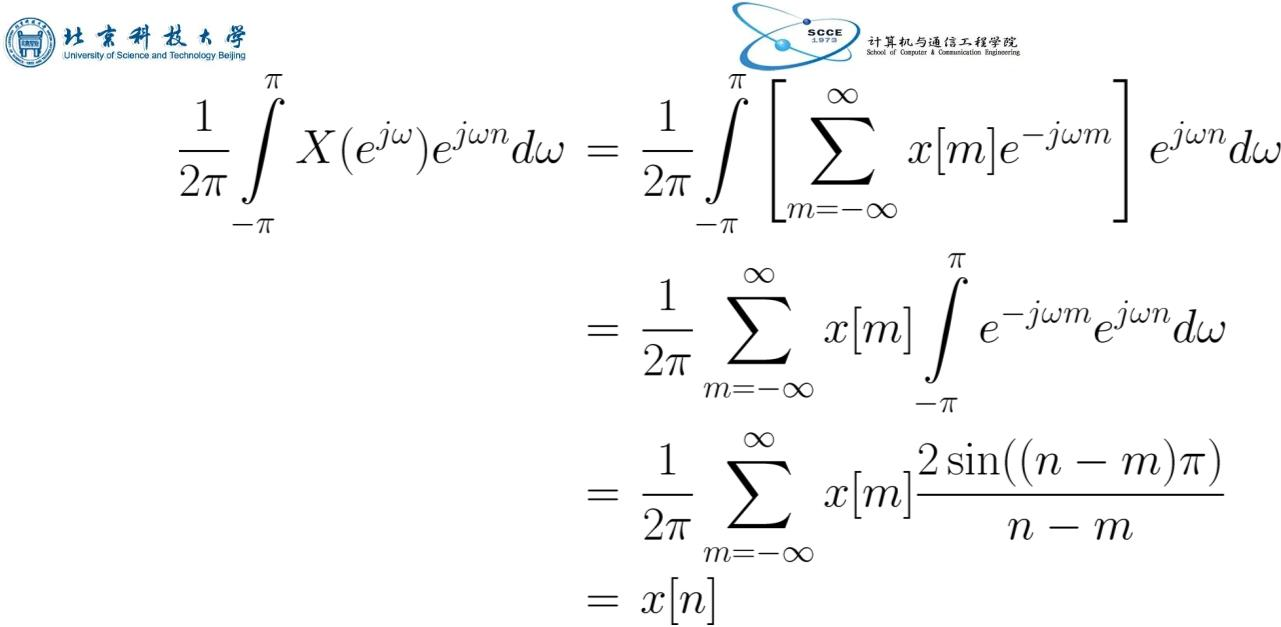 北京科技大学
University of Science and Technology Beijing
SCCE
1973
计算机与通信工程学院
School of Computer & Communication Engineering
\frac{1}{2\pi}\int_{-\pi}^{\pi} X(e^{j\omega})e^{j\omega n}d\omega = \frac{1}{2\pi}\int_{-\pi}^{\pi}\left[\sum_{m=-\infty}^{\infty} x[m]e^{-j\omega m}\right]e^{j\omega n}d\omega
= \frac{1}{2\pi}\sum_{m=-\infty}^{\infty} x[m]\int_{-\pi}^{\pi} e^{-j\omega m}e^{j\omega n}d\omega
= \frac{1}{2\pi}\sum_{m=-\infty}^{\infty} x[m]\frac{2\sin((n-m)\pi)}{n-m}
= x[n]